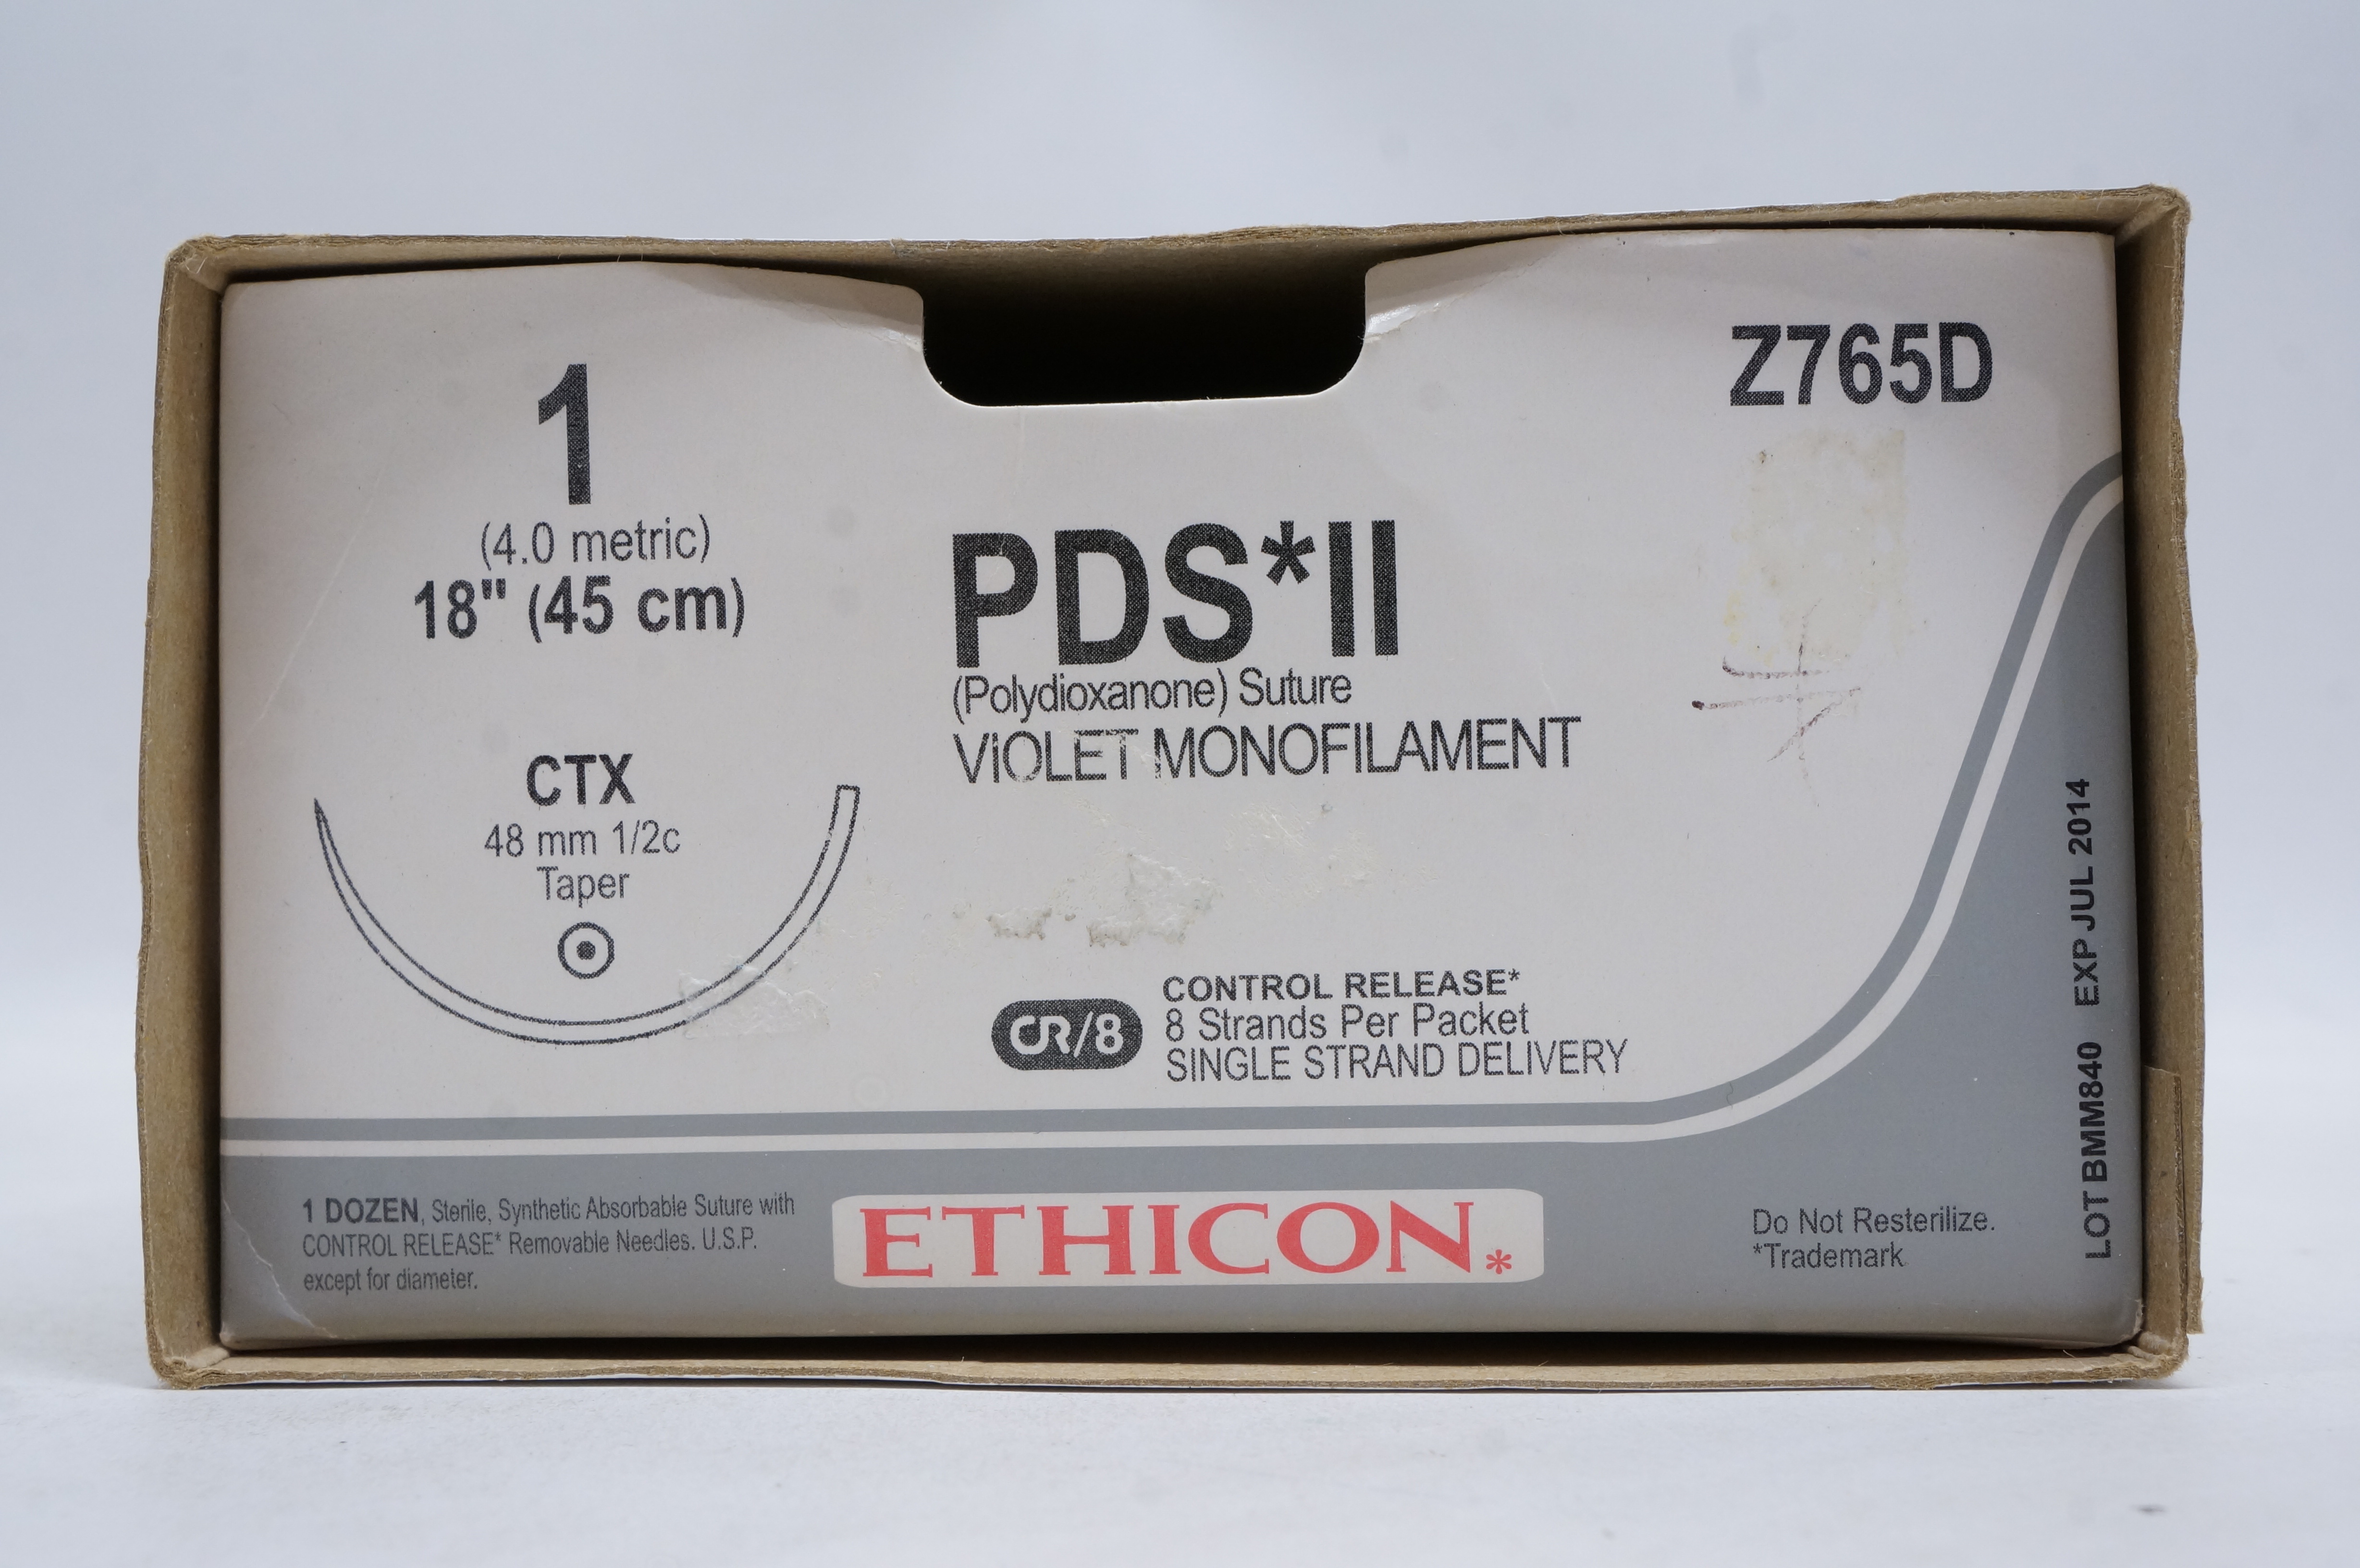 1
(4.0 metric)
18" (45 cm)
CTX
48 mm 1/2c
Taper
Z765D
PDS*II
(Polydioxanone) Suture
VIOLET MONOFILAMENT
CR/8
CONTROL RELEASE*
8 Strands Per Packet
SINGLE STRAND DELIVERY
1 DOZEN, Sterile, Synthetic Absorbable Suture with
CONTROL RELEASE* Removable Needles. U.S.P.
except for diameter.
ETHICON*
Do Not Resterilize.
*Trademark
LOT BMM840 EXP JUL 2014